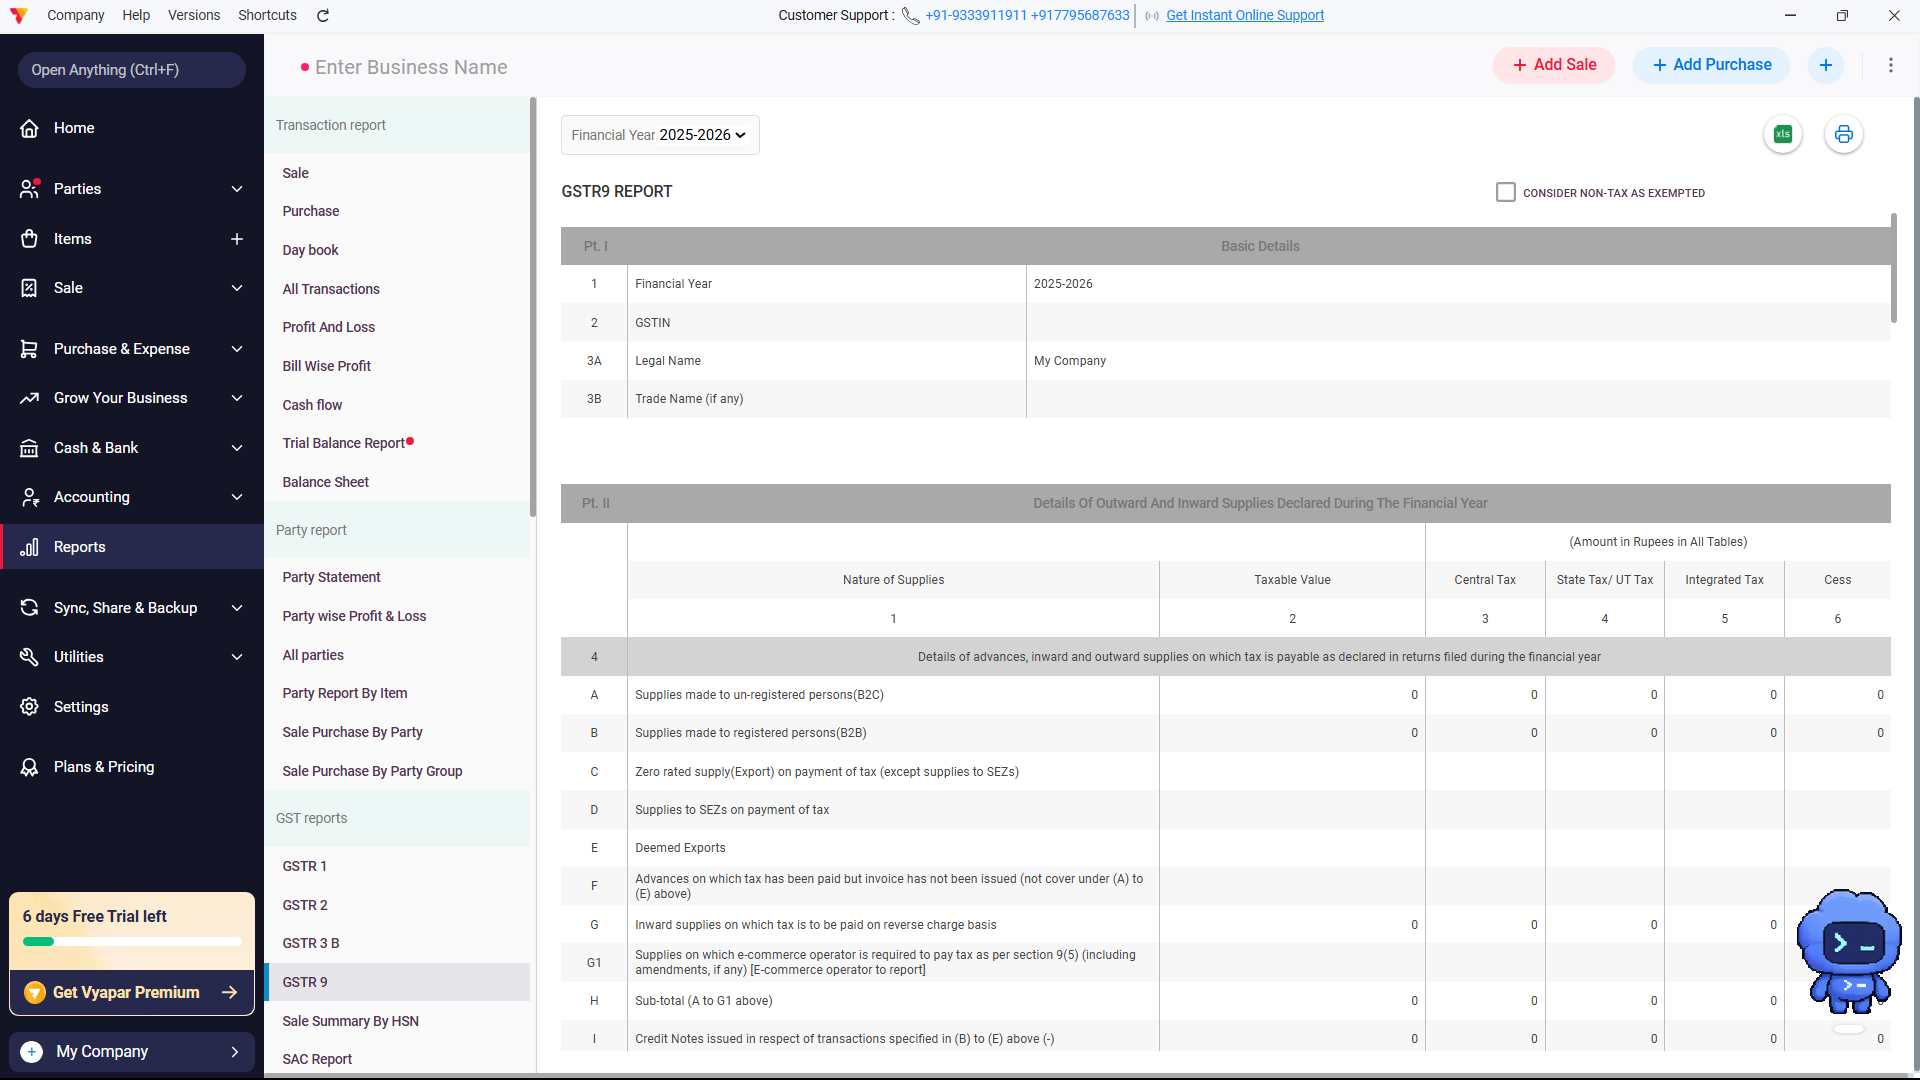 Company Help Versions Shortcuts
Customer Support : +91-9333911911 +917795687633 Get Instant Online Support
Open Anything (Ctrl+F)
Home
Parties
Items
Sale
Purchase & Expense
Grow Your Business
Cash & Bank
Accounting
Reports
Sync, Share & Backup
Utilities
Settings
Plans & Pricing
6 days Free Trial left
Get Vyapar Premium
My Company
Enter Business Name
Add Sale
Add Purchase
Transaction report
Sale
Purchase
Day book
All Transactions
Profit And Loss
Bill Wise Profit
Cash flow
Trial Balance Report
Balance Sheet
Party report
Party Statement
Party wise Profit & Loss
All parties
Party Report By Item
Sale Purchase By Party
Sale Purchase By Party Group
GST reports
GSTR 1
GSTR 2
GSTR 3 B
GSTR 9
Sale Summary By HSN
SAC Report
Financial Year 2025-2026
xls
GSTR9 REPORT
CONSIDER NON-TAX AS EXEMPTED
Pt. I Basic Details
1 Financial Year 2025-2026
2 GSTIN
3A Legal Name My Company
3B Trade Name (if any)
Pt. II Details Of Outward And Inward Supplies Declared During The Financial Year
(Amount in Rupees in All Tables)
Nature of Supplies Taxable Value Central Tax State Tax/ UT Tax Integrated Tax Cess
1 2 3 4 5 6
4 Details of advances, inward and outward supplies on which tax is payable as declared in returns filed during the financial year
A Supplies made to un-registered persons(B2C) 0 0 0 0 0
B Supplies made to registered persons(B2B) 0 0 0 0 0
C Zero rated supply(Export) on payment of tax (except supplies to SEZs)
D Supplies to SEZs on payment of tax
E Deemed Exports
F Advances on which tax has been paid but invoice has not been issued (not cover under (A) to
(E) above)
G Inward supplies on which tax is to be paid on reverse charge basis 0 0 0 0
G1 Supplies on which e-commerce operator is required to pay tax as per section 9(5) (including
amendments, if any) [E-commerce operator to report]
H Sub-total (A to G1 above) 0 0 0 0
I Credit Notes issued in respect of transactions specified in (B) to (E) above (-) 0 0 0 0 0